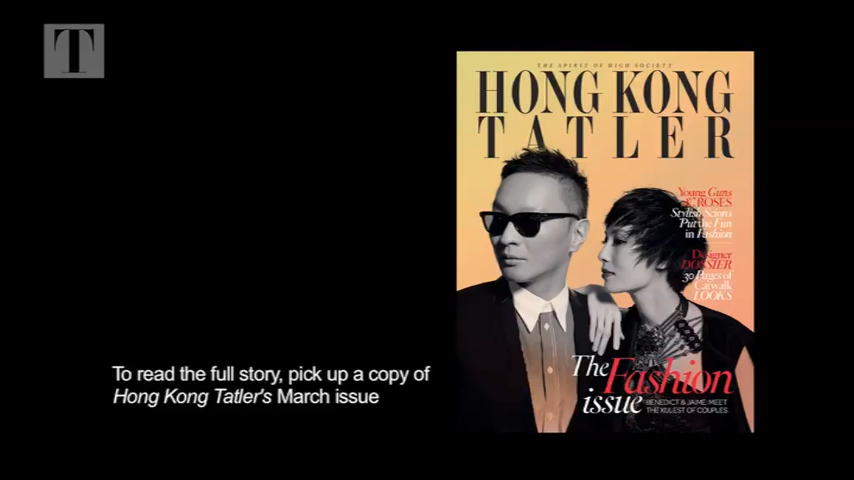 T
THE SPIRIT OF HIGH SOCIETY
HONG KONG
TATLER
Young Guns
& ROSES
Stylish Scions
Put the Fun
in Fashion
Designer
DOSSIER
30 Pages of
Catwalk
LOOKS
The Fashion
issue
BENEDICT & JAIME: MEET
THE KULEST OF COUPLES
To read the full story, pick up a copy of
Hong Kong Tatler's March issue